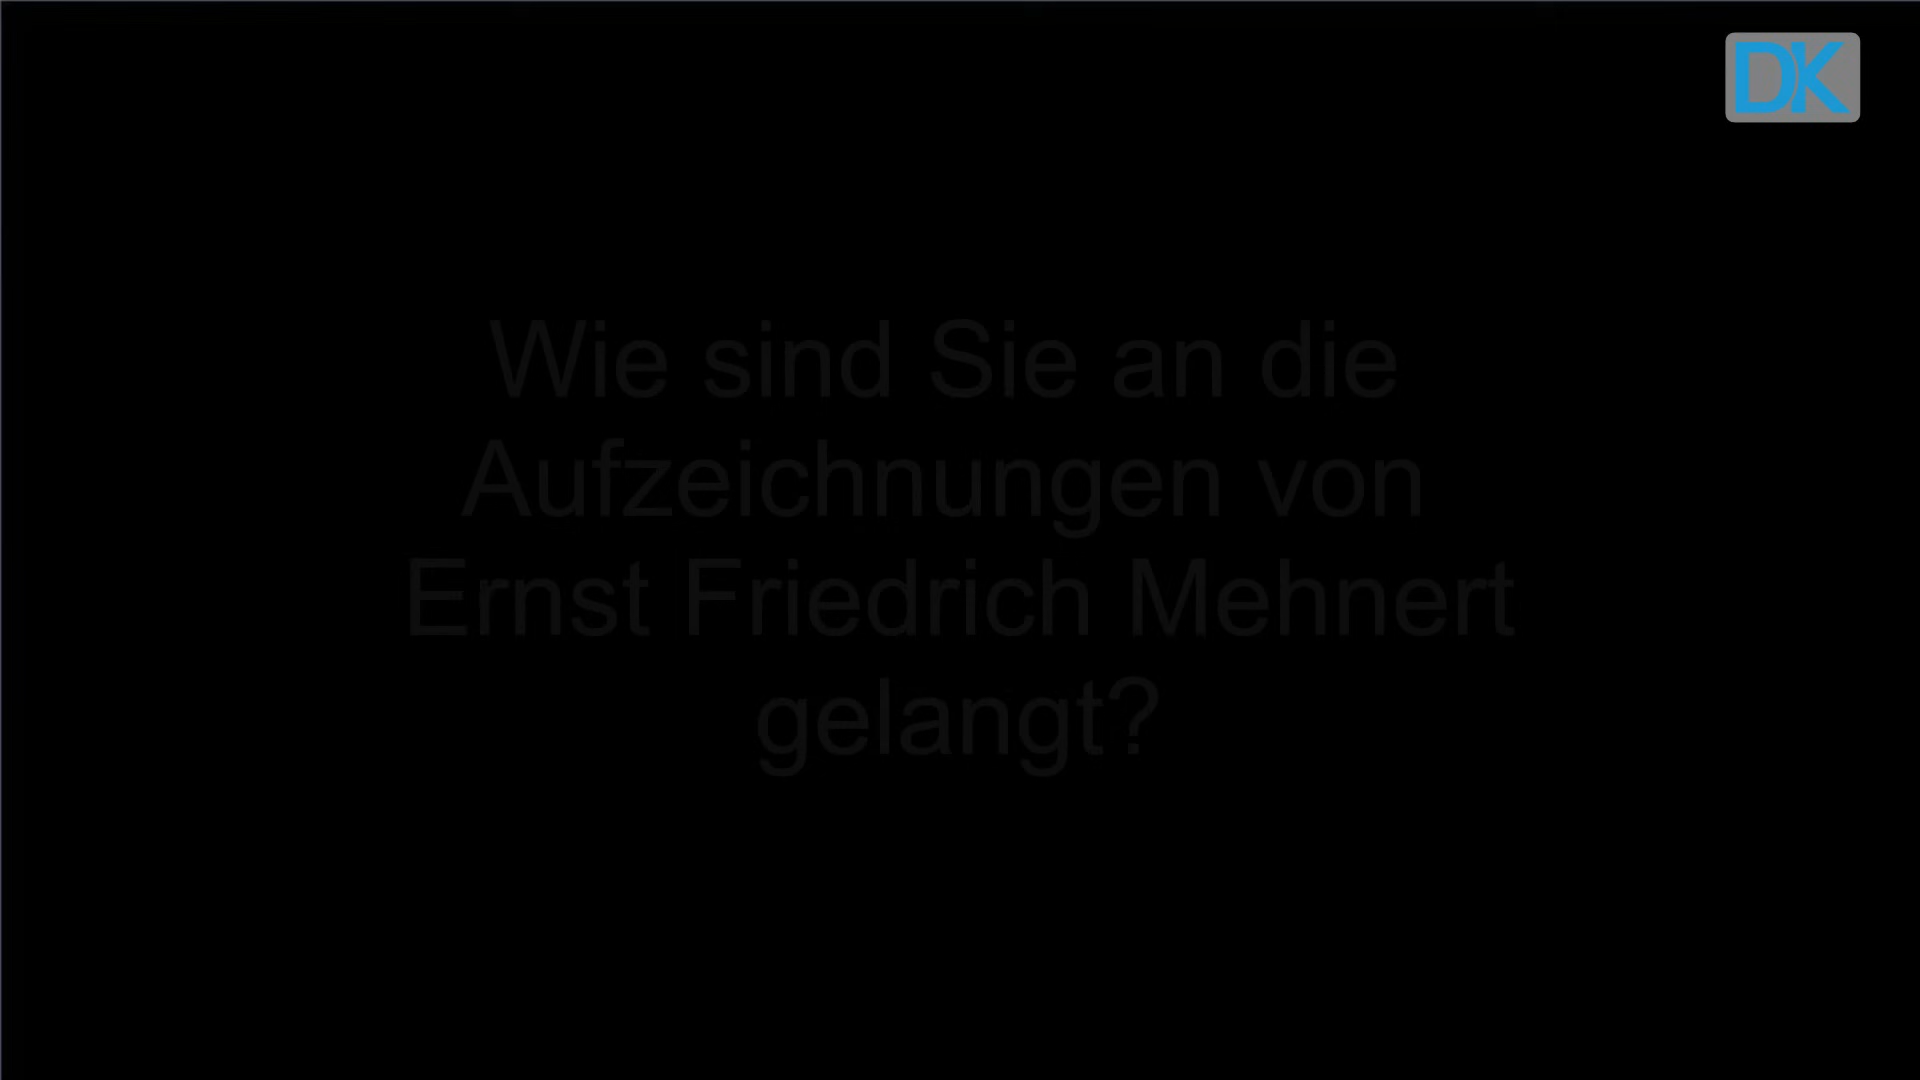 DK
Wie sind Sie an die
Aufzeichnungen von
Ernst Friedrich Mehnert
gelangt?